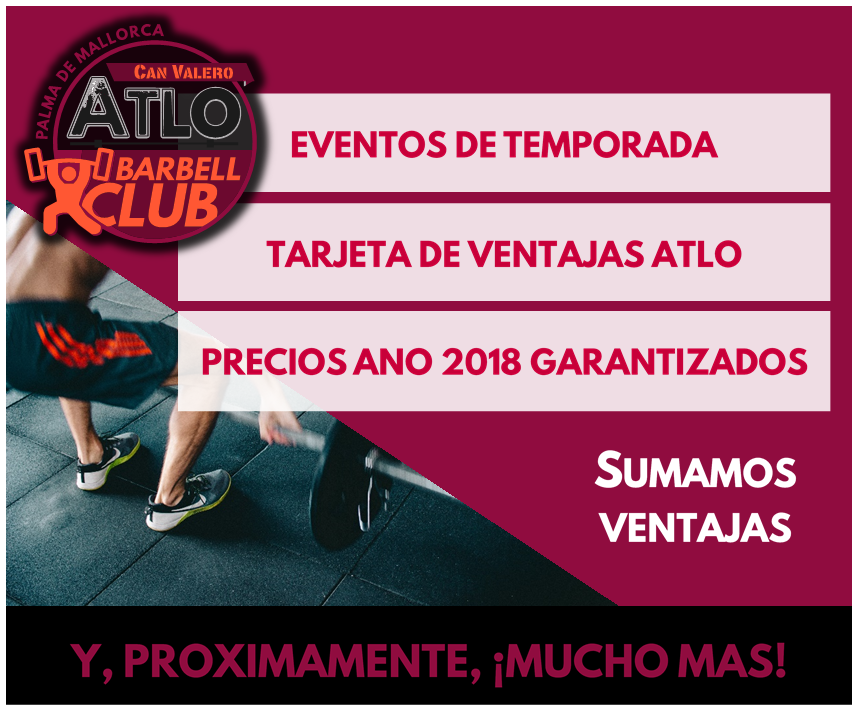 PALMA DE MALLORCA
CAN VALERO
ATLO
BARBELL
CLUB
EVENTOS DE TEMPORADA
TARJETA DE VENTAJAS ATLO
PRECIOS ANO 2018 GARANTIZADOS
SUMAMOS
VENTAJAS
Y, PROXIMAMENTE, ¡MUCHO MAS!